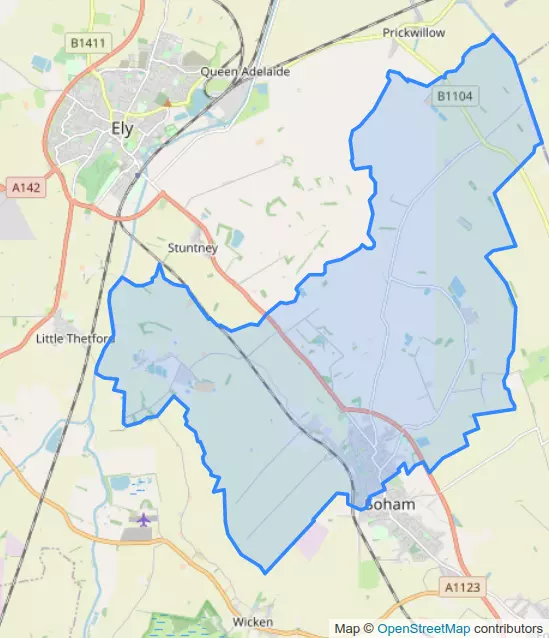 Prickwillow
B1411
Queen Adelaide
B1104
Ely
A142
Stuntney
Little Thetford
Soham
A1123
Wicken
Map © OpenStreetMap contributors